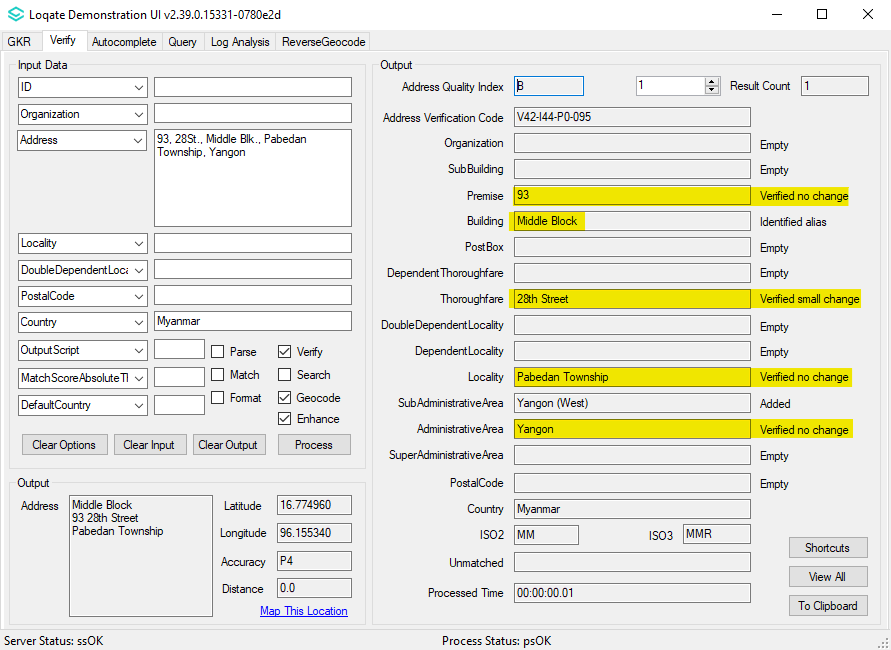 Loqate Demonstration UI v2.39.0.15331-0780e2d
GKR Verify Autocomplete Query Log Analysis ReverseGeocode
Input Data
ID
Organization
Address
93, 28St., Middle Blk., Pabedan
Township, Yangon
Locality
DoubleDependentLoca
PostalCode
Country Myanmar
OutputScript Parse Verify
MatchScoreAbsoluteTl Match Search
DefaultCountry Format Geocode
Enhance
Clear Options Clear Input Clear Output Process
Output
Address
Middle Block
93 28th Street
Pabedan Township
Latitude 16.774960
Longitude 96.155340
Accuracy P4
Distance 0.0
Map This Location
Output
Address Quality Index B 1 Result Count 1
Address Verification Code V42-I44-P0-095
Organization Empty
SubBuilding Empty
Premise 93 Verified no change
Building Middle Block Identified alias
PostBox Empty
DependentThoroughfare Empty
Thoroughfare 28th Street Verified small change
DoubleDependentLocality Empty
DependentLocality Empty
Locality Pabedan Township Verified no change
SubAdministrativeArea Yangon (West) Added
AdministrativeArea Yangon Verified no change
SuperAdministrativeArea Empty
PostalCode Empty
Country Myanmar
ISO2 MM ISO3 MMR
Unmatched
Processed Time 00:00:00.01
Shortcuts
View All
To Clipboard
Server Status: ssOK Process Status: psOK